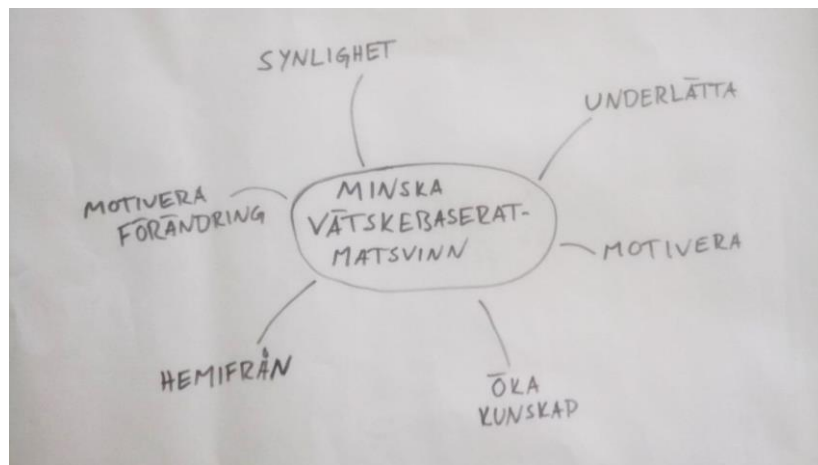 SYNLIGHET
UNDERLÄTTA
MOTIVERA
FÖRÄNDRING
MINSKA
VÄTSKEBASERAT-
MATSVINN
MOTIVERA
HEMIFRÅN
ÖKA
KUNSKAP